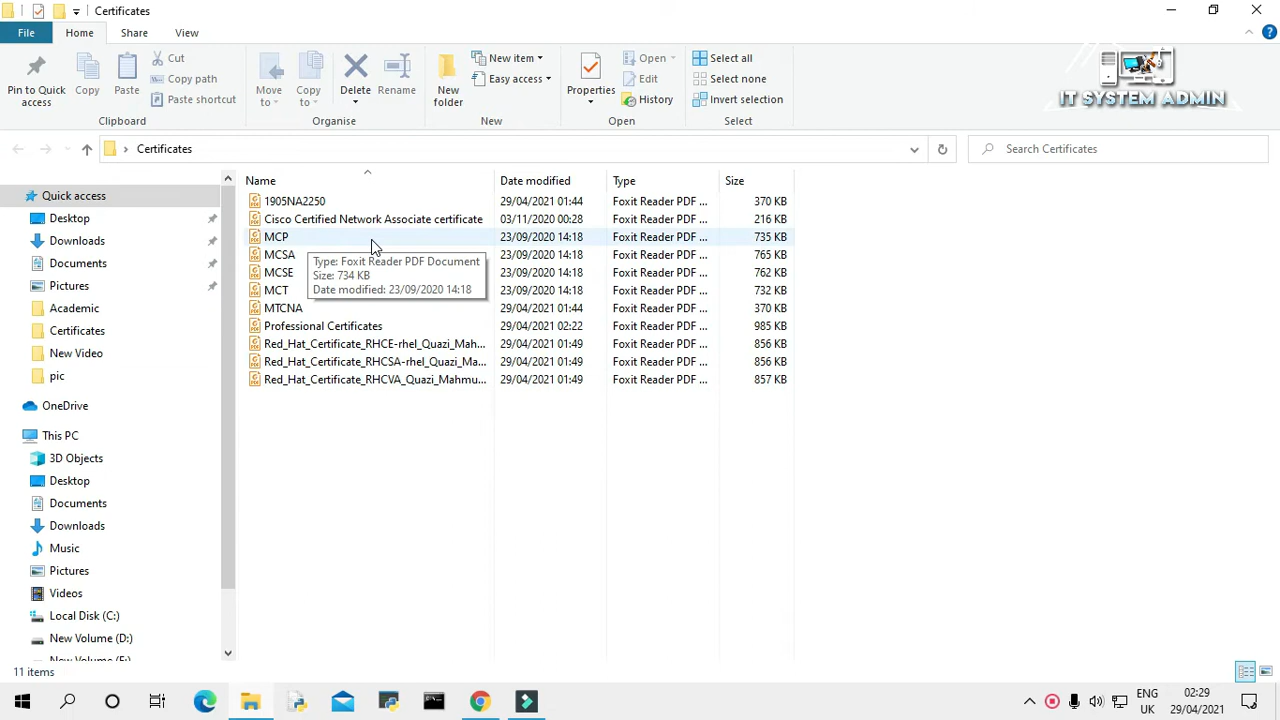 Certificates
File Home Share View
Pin to Quick access
Copy
Paste
Cut
Copy path
Paste shortcut
Clipboard
Move to
Copy to
Delete
Rename
Organise
New folder
New item
Easy access
New
Properties
Open
Edit
History
Open
Select all
Select none
Invert selection
Select
IT SYSTEM ADMIN
Certificates
Search Certificates
Quick access
Desktop
Downloads
Documents
Pictures
Academic
Certificates
New Video
pic
OneDrive
This PC
3D Objects
Desktop
Documents
Downloads
Music
Pictures
Videos
Local Disk (C:)
New Volume (D:)
Name Date modified Type Size
1905NA2250 29/04/2021 01:44 Foxit Reader PDF ... 370 KB
Cisco Certified Network Associate certificate 03/11/2020 00:28 Foxit Reader PDF ... 216 KB
MCP 23/09/2020 14:18 Foxit Reader PDF ... 735 KB
MCSA 23/09/2020 14:18 Foxit Reader PDF ... 765 KB
MCSE 23/09/2020 14:18 Foxit Reader PDF ... 762 KB
MCT 23/09/2020 14:18 Foxit Reader PDF ... 732 KB
MTCNA 29/04/2021 01:44 Foxit Reader PDF ... 370 KB
Professional Certificates 29/04/2021 02:22 Foxit Reader PDF ... 985 KB
Red_Hat_Certificate_RHCE-rhel_Quazi_Mah... 29/04/2021 01:49 Foxit Reader PDF ... 856 KB
Red_Hat_Certificate_RHCSA-rhel_Quazi_Ma... 29/04/2021 01:49 Foxit Reader PDF ... 856 KB
Red_Hat_Certificate_RHCVA_Quazi_Mahmu... 29/04/2021 01:49 Foxit Reader PDF ... 857 KB
Type: Foxit Reader PDF Document
Size: 734 KB
Date modified: 23/09/2020 14:18
11 items
ENG
UK
02:29
29/04/2021